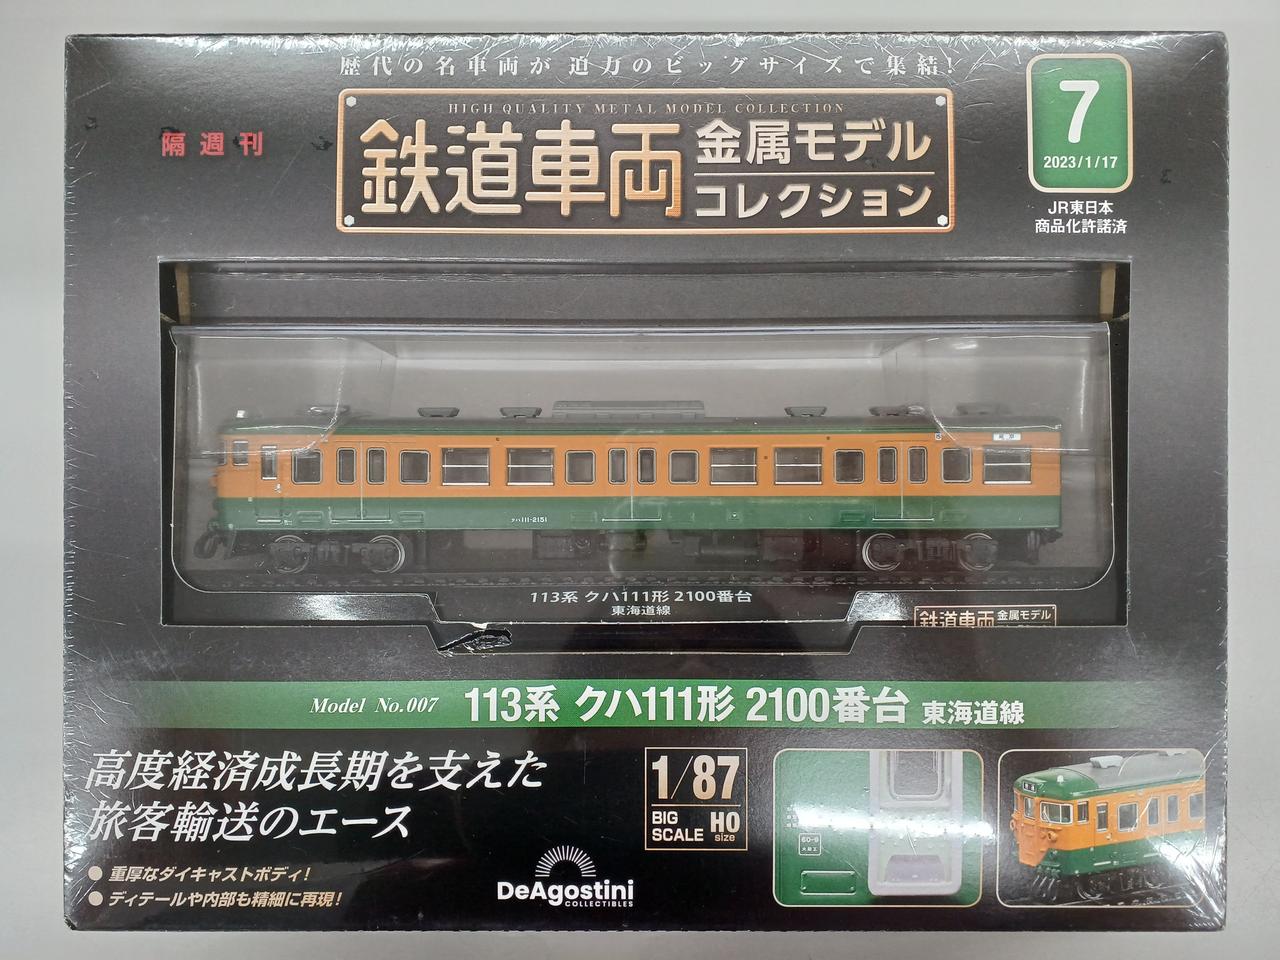 歴代の名車両が迫力のビッグサイズで集結!
HIGH QUALITY METAL MODEL COLLECTION
隔週刊
鉄道車両
金属モデル
コレクション
7
2023/1/17
JR東日本
商品化許諾済
クハ111-2151
113系 クハ111形 2100番台
東海道線
鉄道車両 金属モデル
Model No.007 113系 クハ111形 2100番台 東海道線
高度経済成長期を支えた
旅客輸送のエース
● 重厚なダイキャストボディ!
● ディテールや内部も精細に再現!
1/87
BIG SCALE
HO size
DeAgostini
COLLECTIBLES
60-9